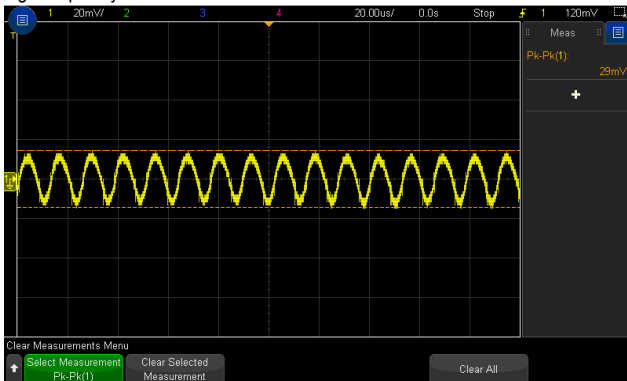 1 20mV/ 2 3 4 20.00us/ 0.0s Stop 1 120mV
T
Meas
Pk-Pk(1):
29mV
+
1
Clear Measurements Menu
Select Measurement
Pk-Pk(1)
Clear Selected
Measurement
Clear All